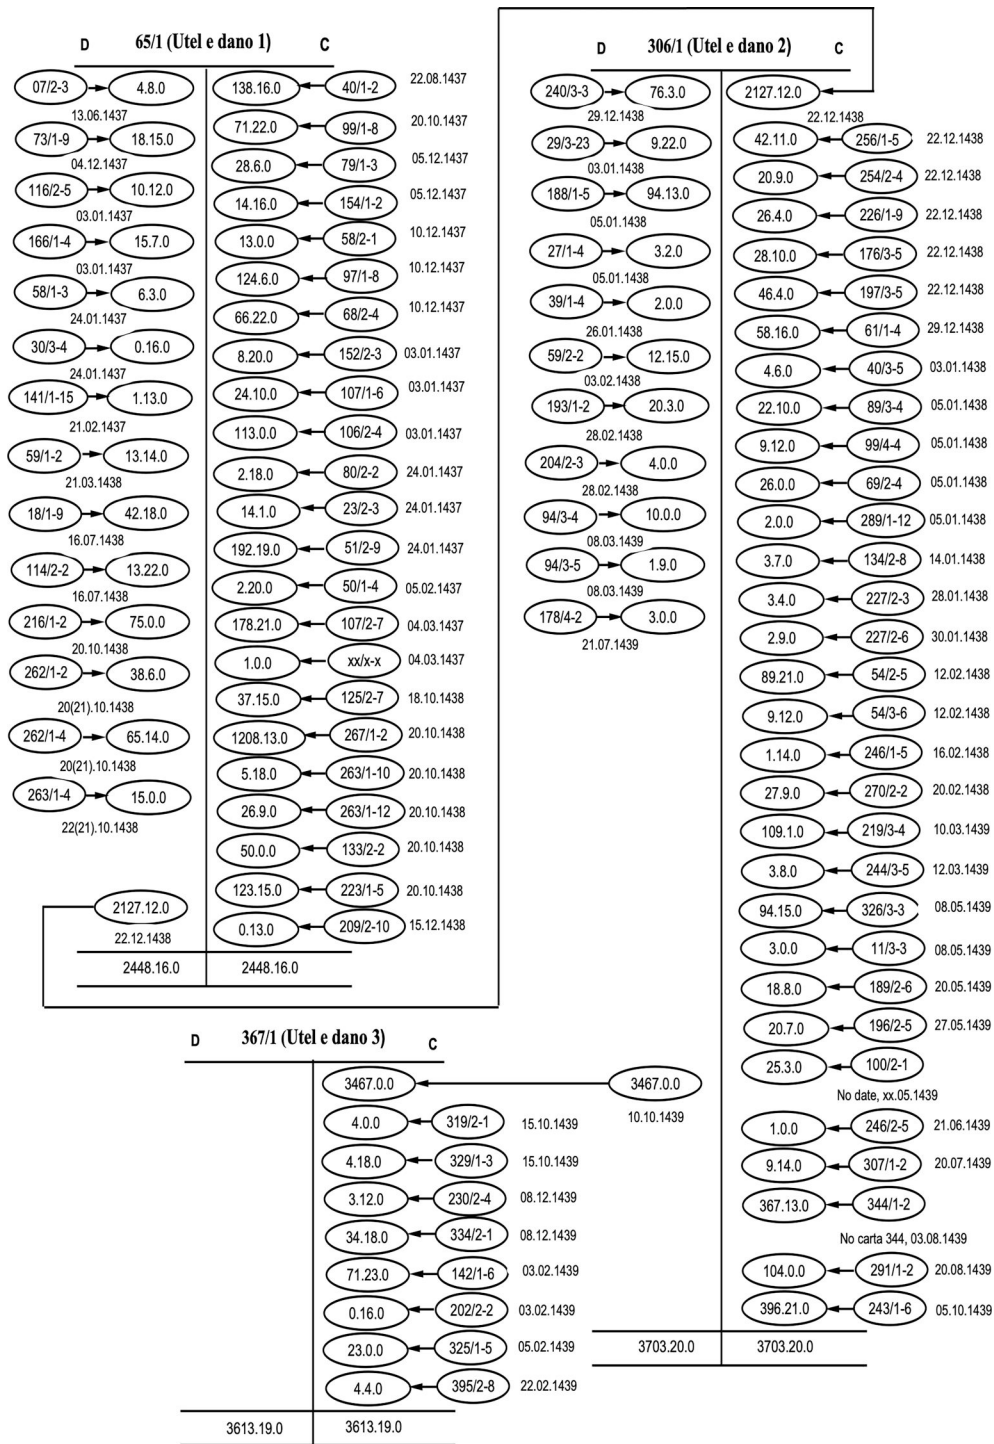 65/1 (Utel e dano 1)
D C
07/2-3 4.8.0
13.06.1437
73/1-9 18.15.0
04.12.1437
116/2-5 10.12.0
03.01.1437
166/1-4 15.7.0
03.01.1437
58/1-3 6.3.0
24.01.1437
30/3-4 0.16.0
24.01.1437
141/1-15 1.13.0
21.02.1437
59/1-2 13.14.0
21.03.1438
18/1-9 42.18.0
16.07.1438
114/2-2 13.22.0
16.07.1438
216/1-2 75.0.0
20.10.1438
262/1-2 38.6.0
20(21).10.1438
262/1-4 65.14.0
20(21).10.1438
263/1-4 15.0.0
22(21).10.1438
2127.12.0
22.12.1438
138.16.0 40/1-2 22.08.1437
71.22.0 99/1-8 20.10.1437
28.6.0 79/1-3 05.12.1437
14.16.0 154/1-2 05.12.1437
13.0.0 58/2-1 10.12.1437
124.6.0 97/1-8 10.12.1437
66.22.0 68/2-4 10.12.1437
8.20.0 152/2-3 03.01.1437
24.10.0 107/1-6 03.01.1437
113.0.0 106/2-4 03.01.1437
2.18.0 80/2-2 24.01.1437
14.1.0 23/2-3 24.01.1437
192.19.0 51/2-9 24.01.1437
2.20.0 50/1-4 05.02.1437
178.21.0 107/2-7 04.03.1437
1.0.0 xx/x-x 04.03.1437
37.15.0 125/2-7 18.10.1438
1208.13.0 267/1-2 20.10.1438
5.18.0 263/1-10 20.10.1438
26.9.0 263/1-12 20.10.1438
50.0.0 133/2-2 20.10.1438
123.15.0 223/1-5 20.10.1438
0.13.0 209/2-10 15.12.1438
2448.16.0 2448.16.0
306/1 (Utel e dano 2)
D C
240/3-3 76.3.0
29.12.1438
29/3-23 9.22.0
03.01.1438
188/1-5 94.13.0
05.01.1438
27/1-4 3.2.0
05.01.1438
39/1-4 2.0.0
26.01.1438
59/2-2 12.15.0
03.02.1438
193/1-2 20.3.0
28.02.1438
204/2-3 4.0.0
28.02.1438
94/3-4 10.0.0
08.03.1439
94/3-5 1.9.0
08.03.1439
178/4-2 3.0.0
21.07.1439
2127.12.0
22.12.1438
42.11.0 256/1-5 22.12.1438
20.9.0 254/2-4 22.12.1438
26.4.0 226/1-9 22.12.1438
28.10.0 176/3-5 22.12.1438
46.4.0 197/3-5 22.12.1438
58.16.0 61/1-4 29.12.1438
4.6.0 40/3-5 03.01.1438
22.10.0 89/3-4 05.01.1438
9.12.0 99/4-4 05.01.1438
26.0.0 69/2-4 05.01.1438
2.0.0 289/1-12 05.01.1438
3.7.0 134/2-8 14.01.1438
3.4.0 227/2-3 28.01.1438
2.9.0 227/2-6 30.01.1438
89.21.0 54/2-5 12.02.1438
9.12.0 54/3-6 12.02.1438
1.14.0 246/1-5 16.02.1438
27.9.0 270/2-2 20.02.1438
109.1.0 219/3-4 10.03.1439
3.8.0 244/3-5 12.03.1439
94.15.0 326/3-3 08.05.1439
3.0.0 11/3-3 08.05.1439
18.8.0 189/2-6 20.05.1439
20.7.0 196/2-5 27.05.1439
25.3.0 100/2-1
No date, xx.05.1439
1.0.0 246/2-5 21.06.1439
9.14.0 307/1-2 20.07.1439
367.13.0 344/1-2
No carta 344, 03.08.1439
104.0.0 291/1-2 20.08.1439
396.21.0 243/1-6 05.10.1439
3703.20.0 3703.20.0
367/1 (Utel e dano 3)
D C
3467.0.0 3467.0.0
10.10.1439
4.0.0 319/2-1 15.10.1439
4.18.0 329/1-3 15.10.1439
3.12.0 230/2-4 08.12.1439
34.18.0 334/2-1 08.12.1439
71.23.0 142/1-6 03.02.1439
0.16.0 202/2-2 03.02.1439
23.0.0 325/1-5 05.02.1439
4.4.0 395/2-8 22.02.1439
3613.19.0 3613.19.0